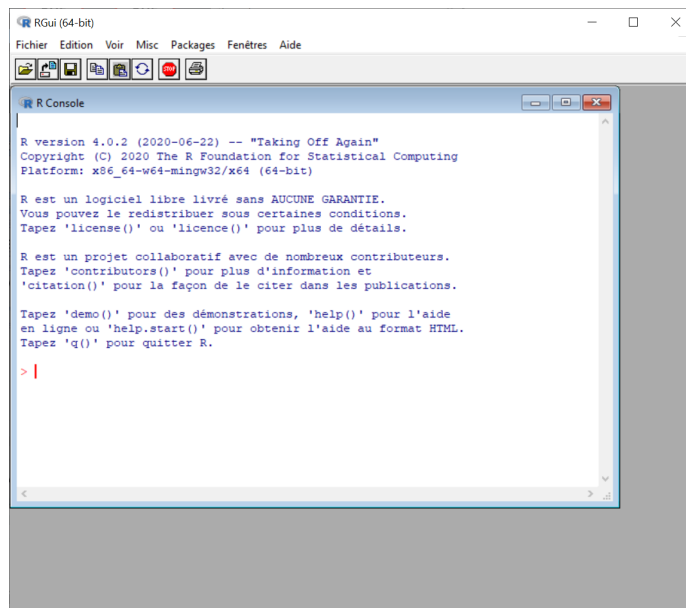 RGui (64-bit)
Fichier Edition Voir Misc Packages Fenêtres Aide
STOP
R Console
R version 4.0.2 (2020-06-22) -- "Taking Off Again"
Copyright (C) 2020 The R Foundation for Statistical Computing
Platform: x86_64-w64-mingw32/x64 (64-bit)
R est un logiciel libre livré sans AUCUNE GARANTIE.
Vous pouvez le redistribuer sous certaines conditions.
Tapez 'license()' ou 'licence()' pour plus de détails.
R est un projet collaboratif avec de nombreux contributeurs.
Tapez 'contributors()' pour plus d'information et
'citation()' pour la façon de le citer dans les publications.
Tapez 'demo()' pour des démonstrations, 'help()' pour l'aide
en ligne ou 'help.start()' pour obtenir l'aide au format HTML.
Tapez 'q()' pour quitter R.
>